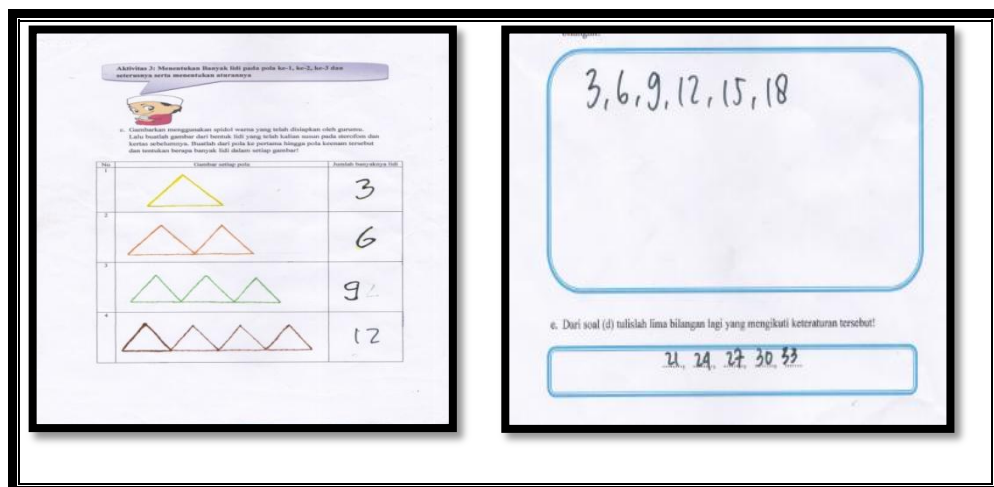 Aktivitas 3: Menentukan Banyak lidi pada pola ke-1, ke-2, ke-3 dan
seterusnya serta menentukan aturannya
c. Gambarkan menggunakan spidol warna yang telah disiapkan oleh gurumu.
Lalu buatlah gambar dari bentuk lidi yang telah kalian susun pada sterofom dan
kertas sebelumnya. Buatlah dari pola ke pertama hingga pola keenam tersebut
dan tentukan berapa banyak lidi dalam setiap gambar!
No Gambar setiap pola Jumlah banyaknya lidi
1 3
2 6
3 9
4 12
3, 6, 9, 12, 15, 18
e. Dari soal (d) tulislah lima bilangan lagi yang mengikuti keteraturan tersebut!
21, 24, 27, 30, 33